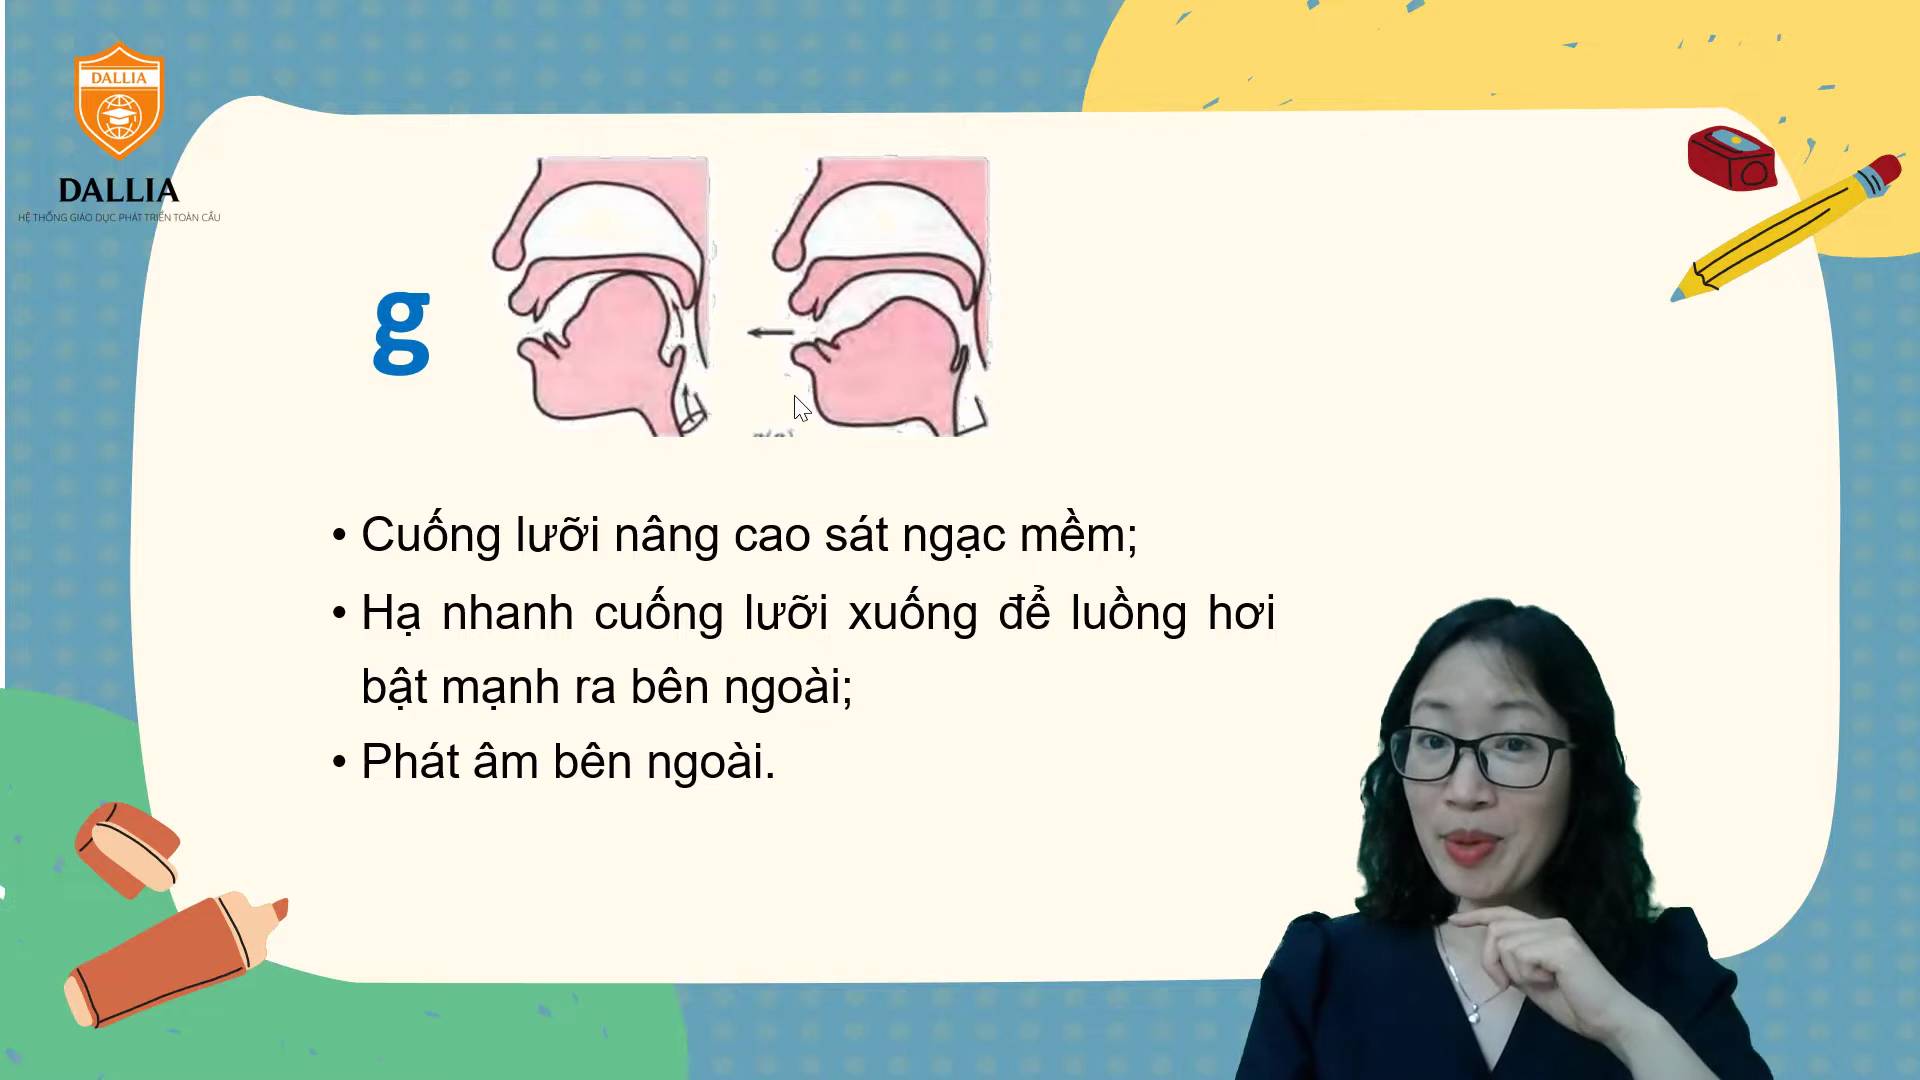 DALLIA
DALLIA
HỆ THỐNG GIÁO DỤC PHÁT TRIỂN TOÀN CẦU
g
• Cuống lưỡi nâng cao sát ngạc mềm;
• Hạ nhanh cuống lưỡi xuống để luồng hơi
bật mạnh ra bên ngoài;
• Phát âm bên ngoài.